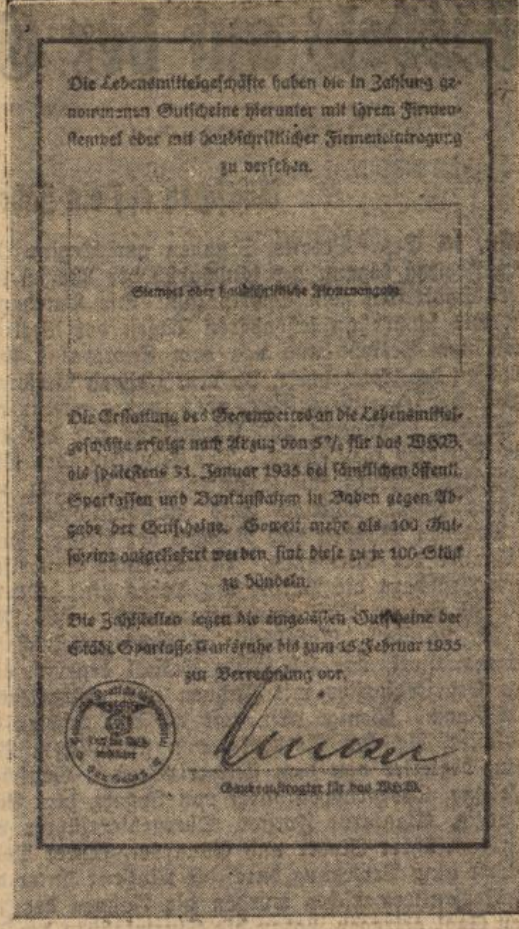 Die Lebensmittelgeschäfte haben die in Zahlung ge-
nommenen Gutscheine hierunter mit ihrem Firmen-
stempel oder mit handschriftlicher Firmeneintragung
zu versehen.
Stempel oder handschriftliche Firmenangabe
Die Erstattung des Gegenwertes an die Lebensmittel-
geschäfte erfolgt nach Abzug von 5% für das WHW.
bis spätestens 31. Januar 1935 bei sämtlichen öffentl.
Sparkassen und Bankanstalten in Baden gegen Ab-
gabe der Gutscheine. Soweit mehr als 100 Gut-
scheine ausgeliefert werden, sind diese zu je 100 Stück
zu bündeln.
Die Zahlstellen legen die eingelösten Gutscheine der
Städt. Sparkasse Karlsruhe bis zum 15. Februar 1935
zur Verrechnung vor.
Gaubeauftragter für das WHW.